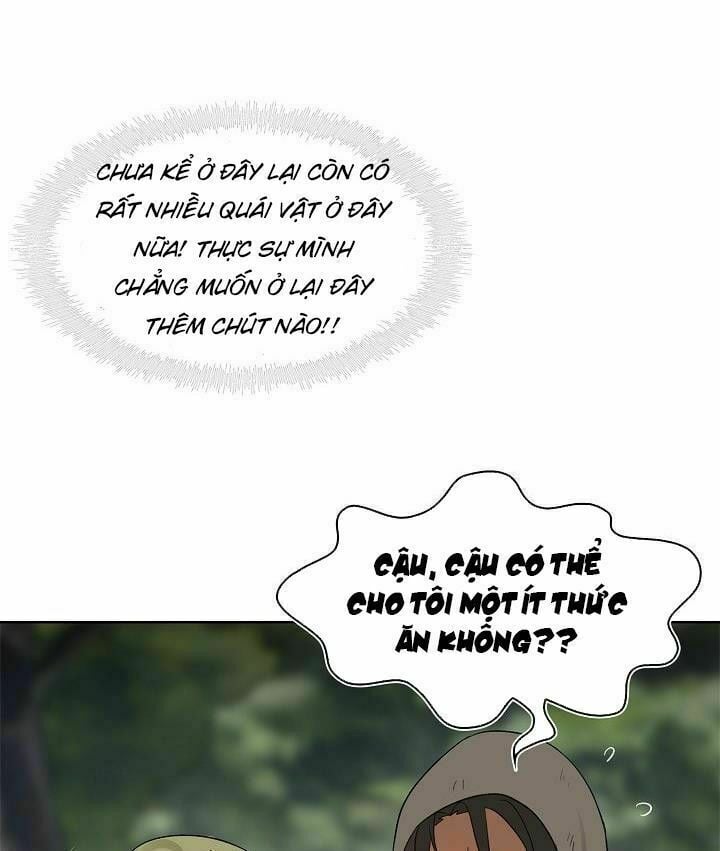 CHƯA KỂ Ở ĐÂY LẠI CÒN CÓ
RẤT NHIỀU QUÁI VẬT Ở ĐÂY
NỮA! THỰC SỰ MÌNH
CHẲNG MUỐN Ở LẠI ĐÂY
THÊM CHÚT NÀO!!
CẬU, CẬU CÓ THỂ
CHO TÔI MỘT ÍT THỨC
ĂN KHÔNG??